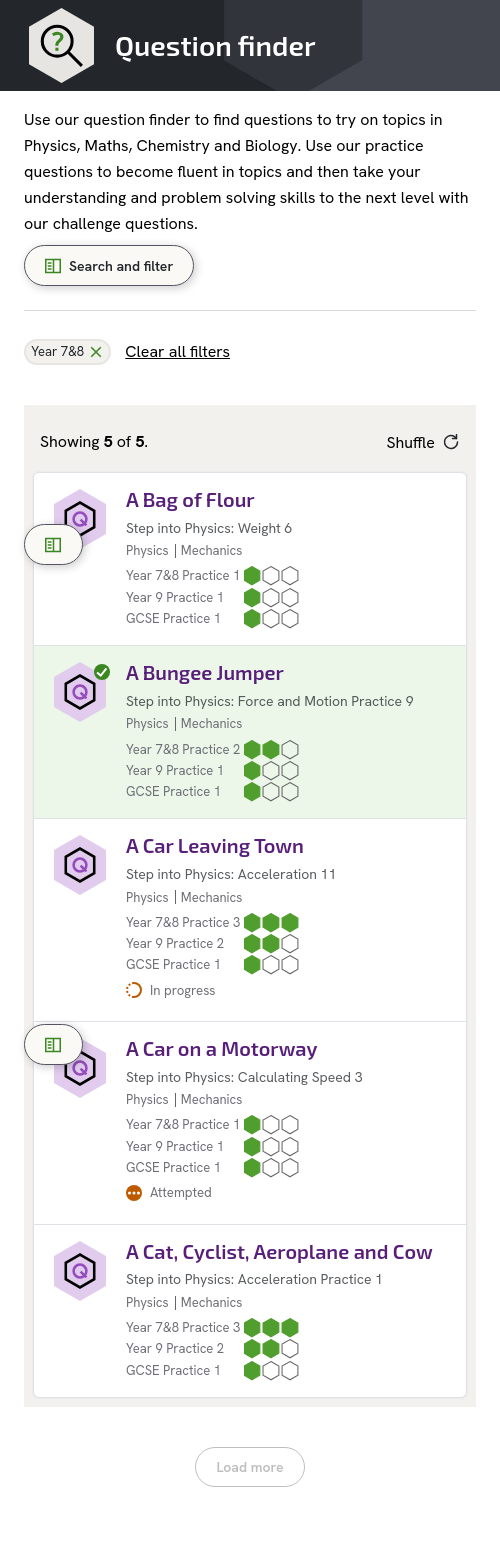 Question finder
Use our question finder to find questions to try on topics in
Physics, Maths, Chemistry and Biology. Use our practice
questions to become fluent in topics and then take your
understanding and problem solving skills to the next level with
our challenge questions.
Search and filter
Year 7&8
Clear all filters
Showing 5 of 5.
Shuffle
A Bag of Flour
Step into Physics: Weight 6
Physics | Mechanics
Year 7&8 Practice 1
Year 9 Practice 1
GCSE Practice 1
A Bungee Jumper
Step into Physics: Force and Motion Practice 9
Physics | Mechanics
Year 7&8 Practice 2
Year 9 Practice 1
GCSE Practice 1
A Car Leaving Town
Step into Physics: Acceleration 11
Physics | Mechanics
Year 7&8 Practice 3
Year 9 Practice 2
GCSE Practice 1
In progress
A Car on a Motorway
Step into Physics: Calculating Speed 3
Physics | Mechanics
Year 7&8 Practice 1
Year 9 Practice 1
GCSE Practice 1
Attempted
A Cat, Cyclist, Aeroplane and Cow
Step into Physics: Acceleration Practice 1
Physics | Mechanics
Year 7&8 Practice 3
Year 9 Practice 2
GCSE Practice 1
Load more